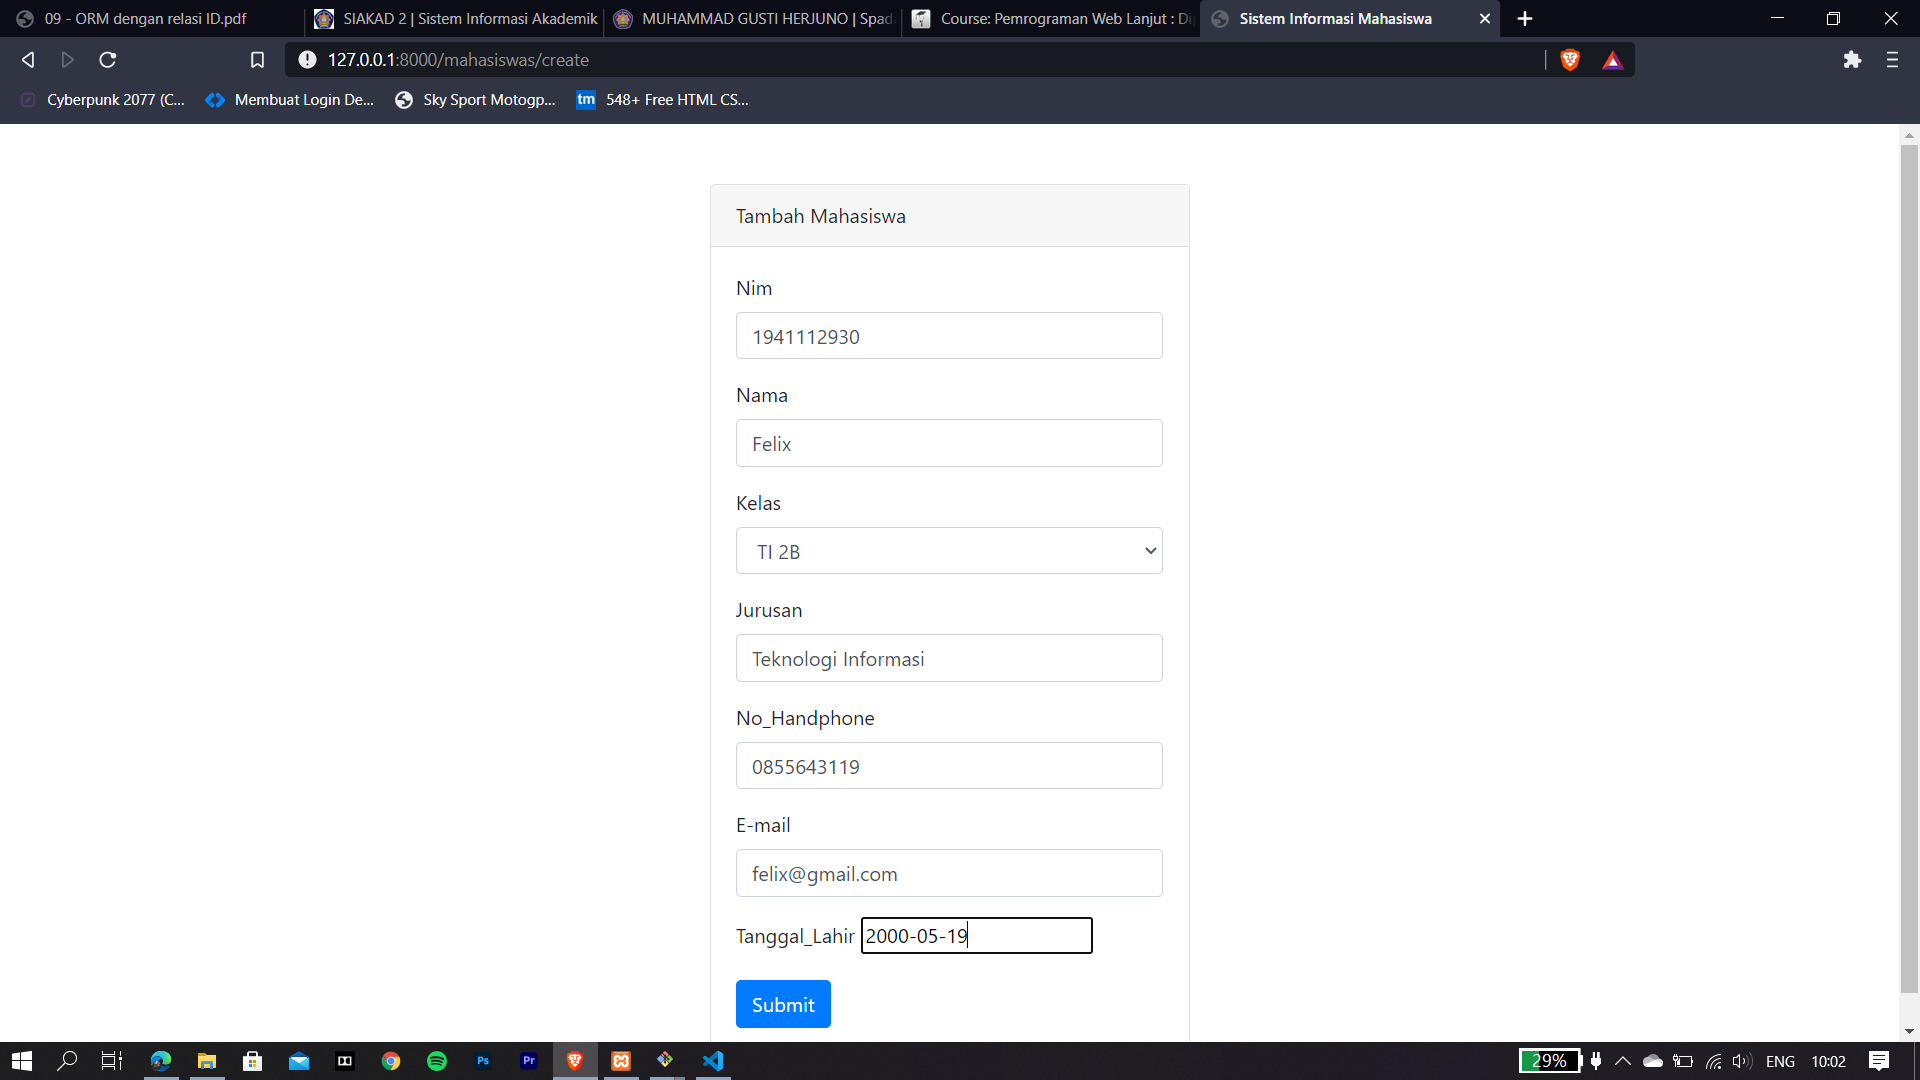 09 - ORM dengan relasi ID.pdf
SIAKAD 2 | Sistem Informasi Akademik
MUHAMMAD GUSTI HERJUNO | Spad
Course: Pemrograman Web Lanjut : Di
Sistem Informasi Mahasiswa
127.0.0.1:8000/mahasiswas/create
Cyberpunk 2077 (C...
Membuat Login De...
Sky Sport Motogp...
tm
548+ Free HTML CS...
Tambah Mahasiswa
Nim
1941112930
Nama
Felix
Kelas
TI 2B
Jurusan
Teknologi Informasi
No_Handphone
0855643119
E-mail
felix@gmail.com
Tanggal_Lahir 2000-05-19
Submit
Ps
Pr
29%
ENG
10:02